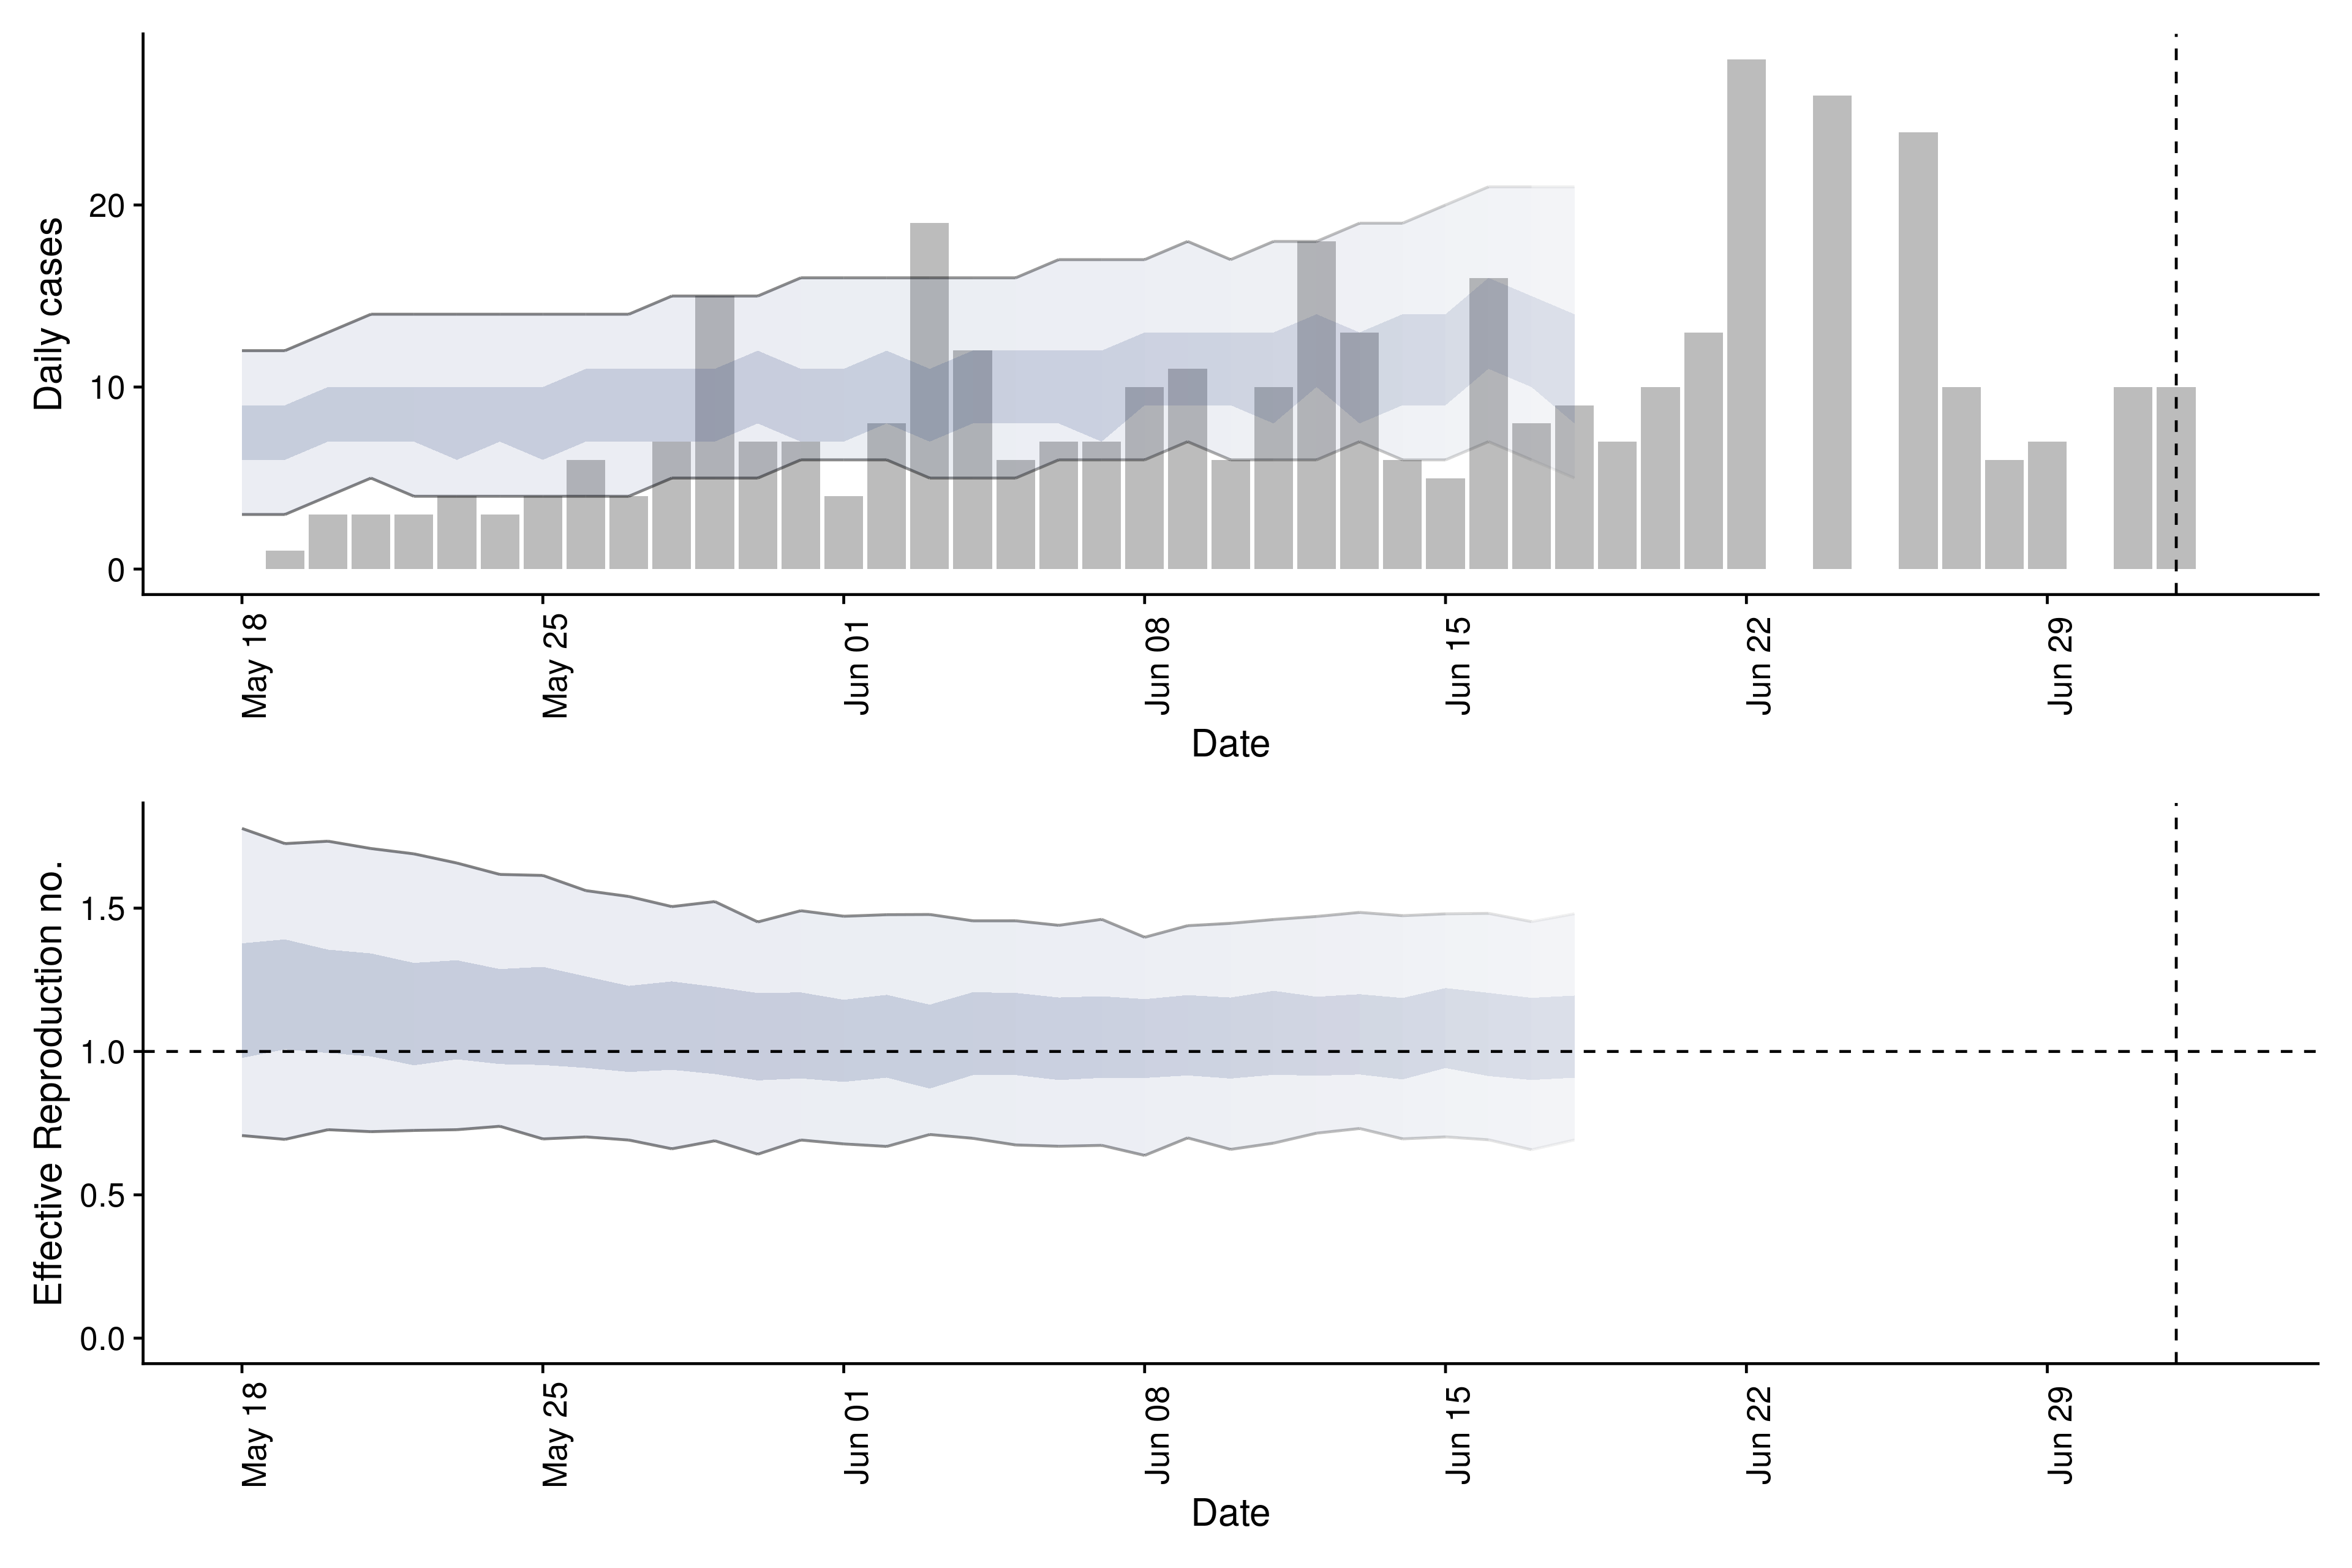 Daily cases
20
10
0
May 18
May 25
Jun 01
Jun 08
Jun 15
Jun 22
Jun 29
Date
Effective Reproduction no.
1.5
1.0
0.5
0.0
May 18
May 25
Jun 01
Jun 08
Jun 15
Jun 22
Jun 29
Date